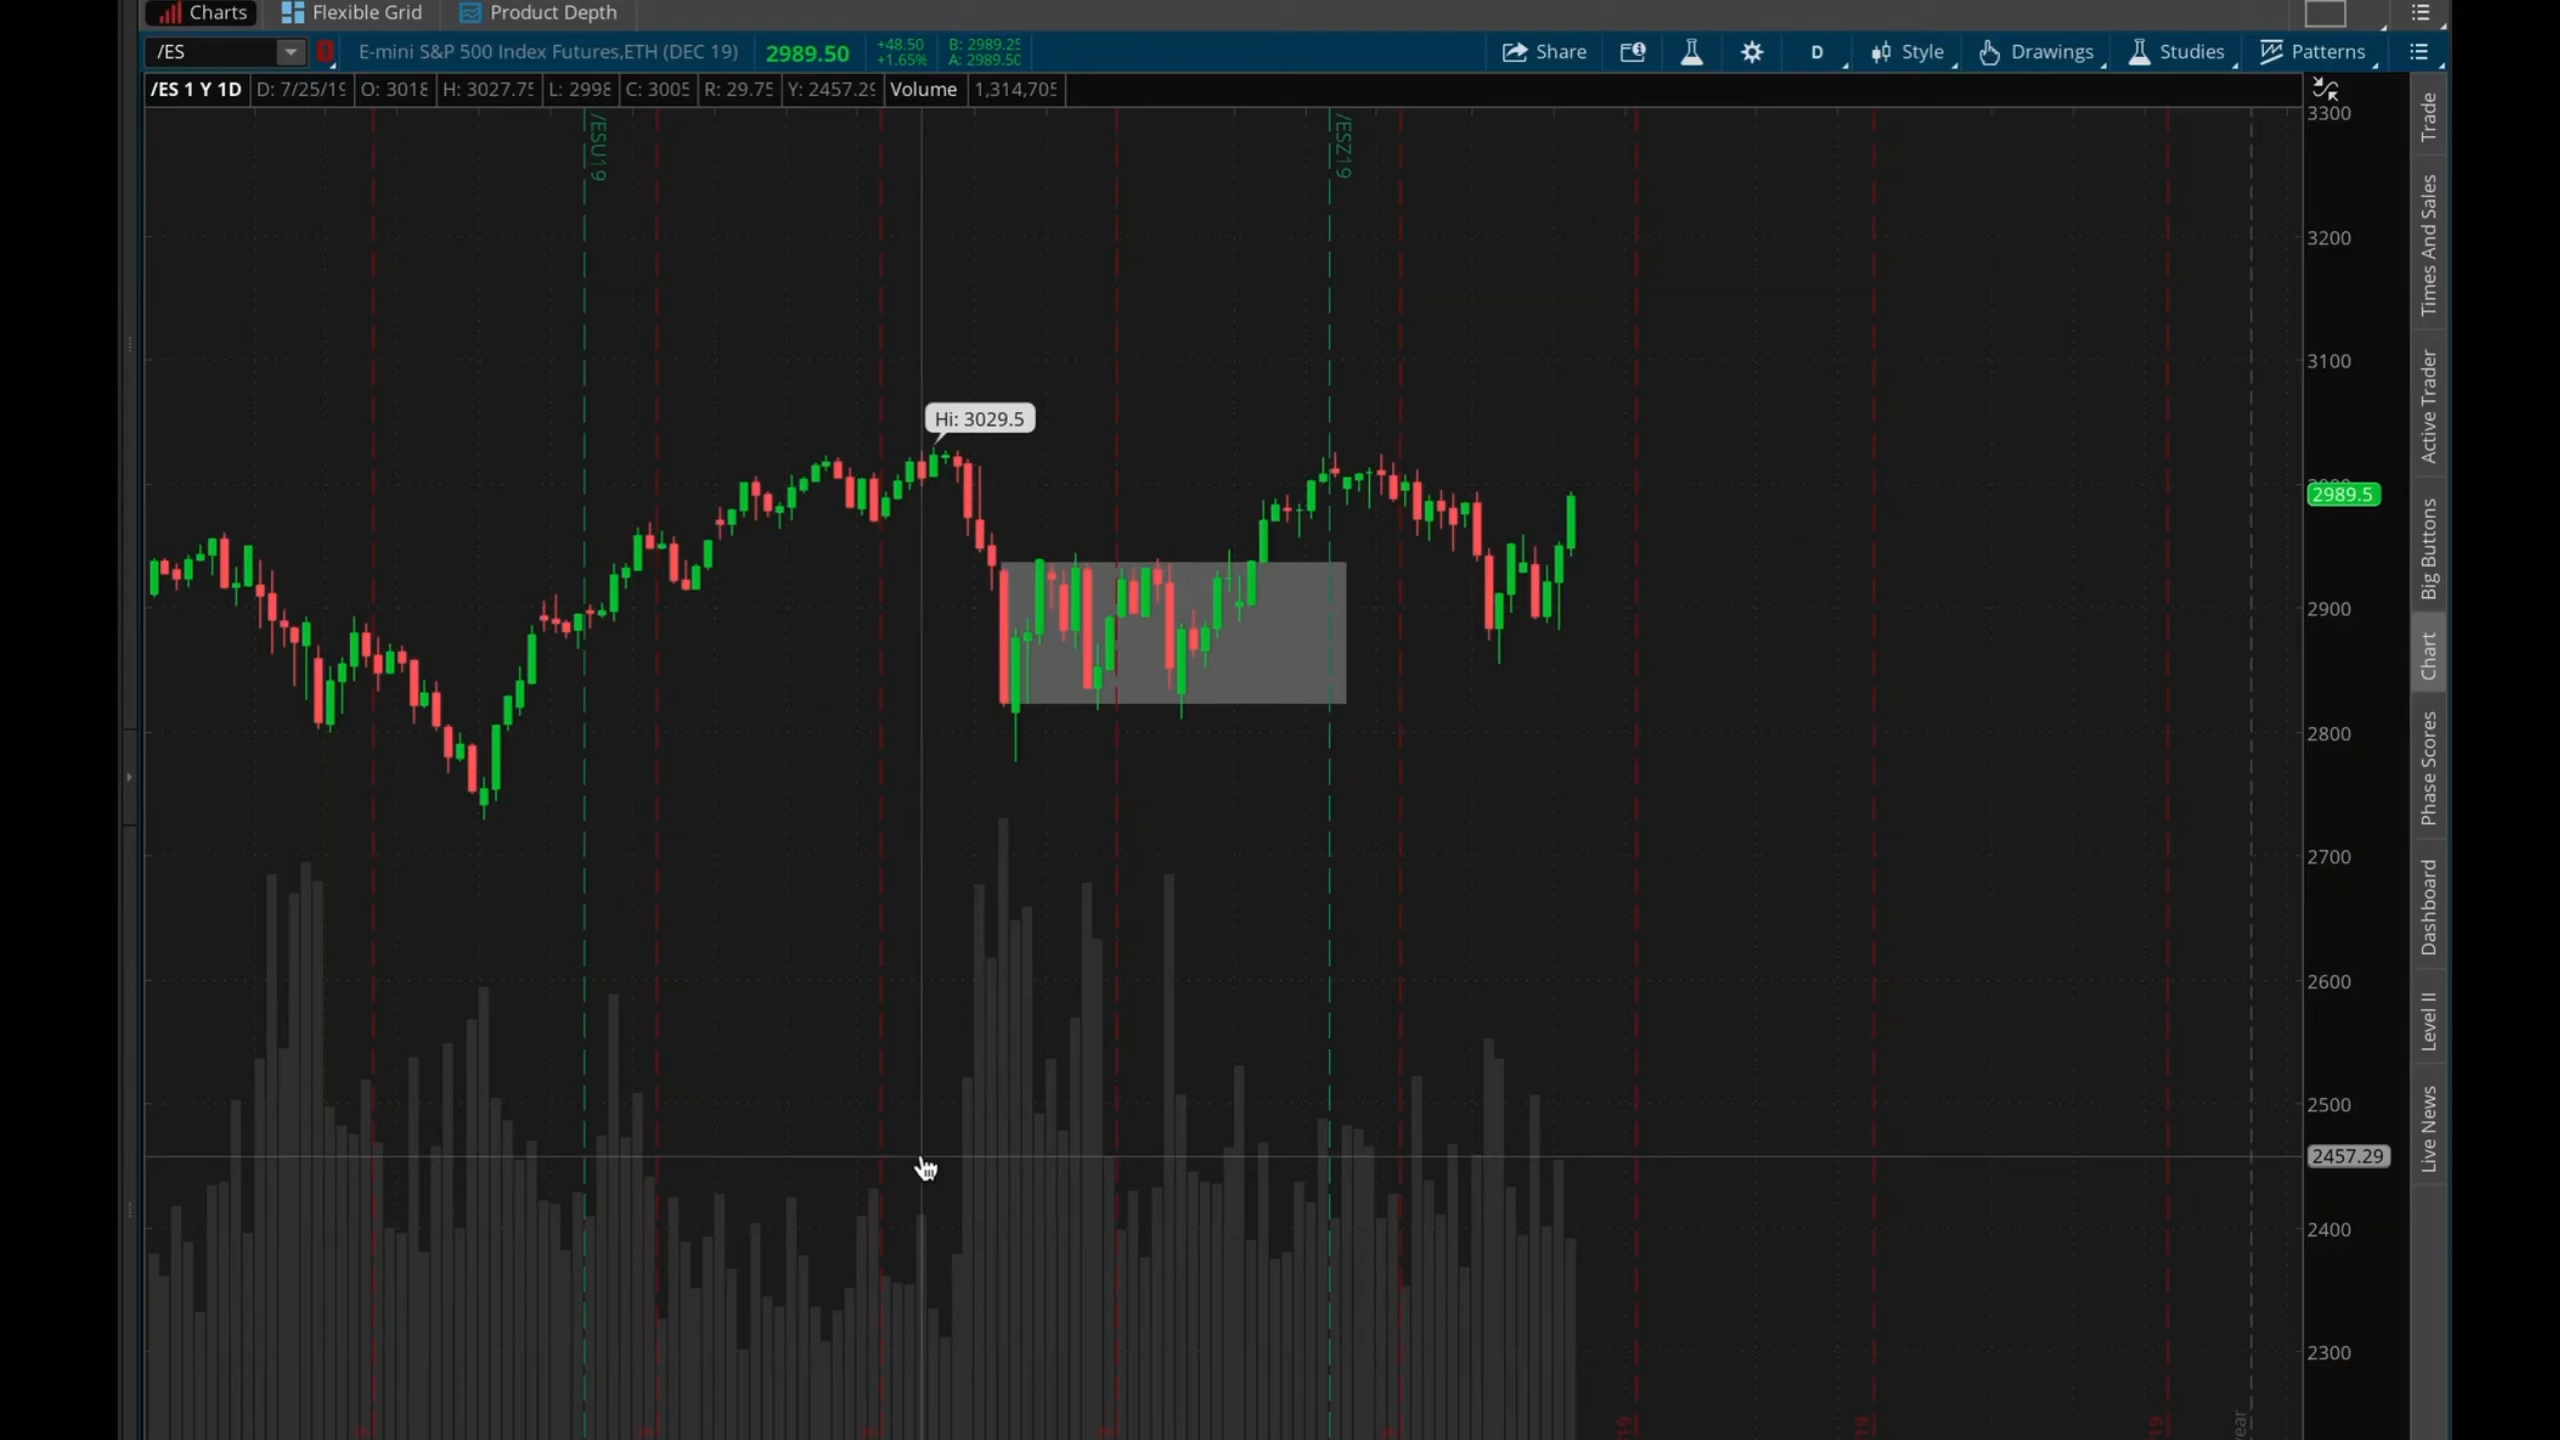 Charts Flexible Grid Product Depth
/ES 1 E-mini S&P 500 Index Futures,ETH (DEC 19) 2989.50 +48.50 B: 2989.25 Share D Style Drawings Studies Patterns
+1.65% A: 2989.50
/ES 1 Y 1D D: 7/25/19 O: 3018 H: 3027.75 L: 2998 C: 3005 R: 29.75 Y: 2457.29 Volume 1,314,705
/ESU19
/ESZ19
Hi: 3029.5
3300
3200
3100
2989.5
2900
2800
2700
2600
2500
2457.29
2400
2300
19
19
19
Trade
Times And Sales
Active Trader
Big Buttons
Chart
Phase Scores
Dashboard
Level II
Live News